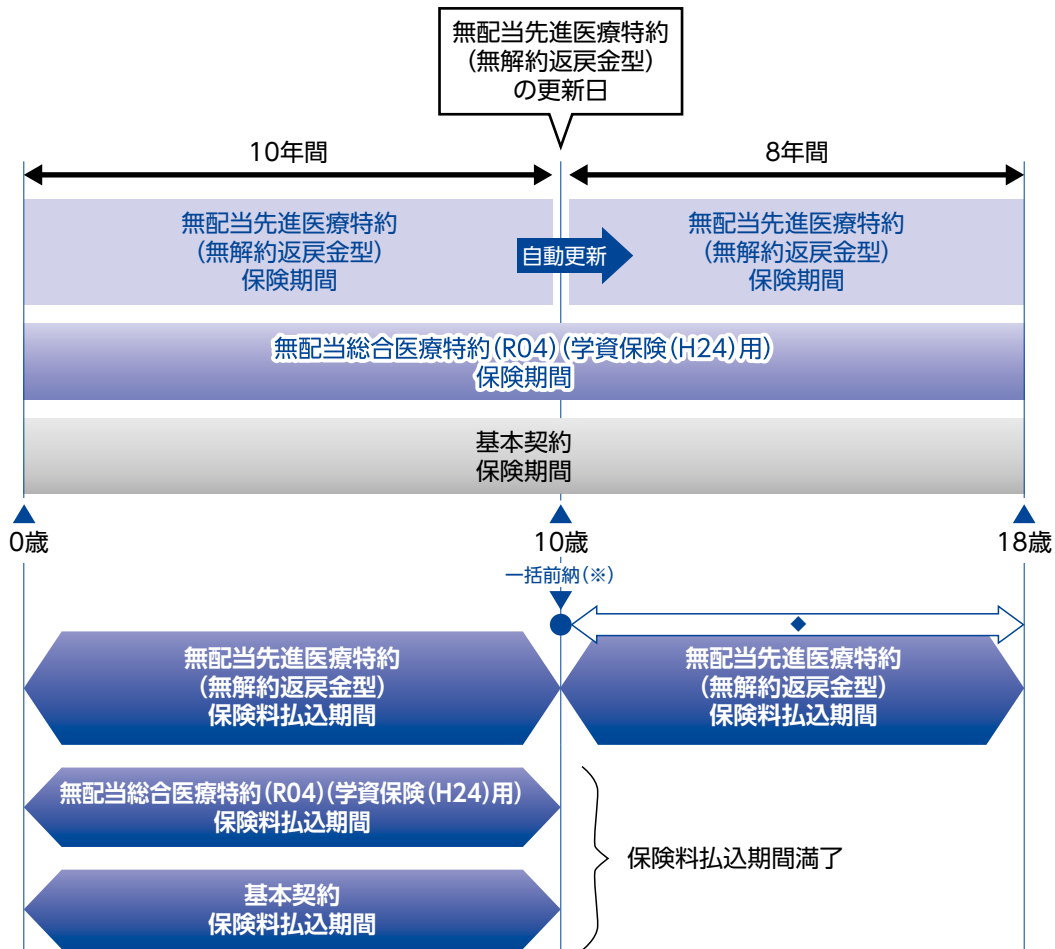 無配当先進医療特約
(無解約返戻金型)
の更新日
10年間
8年間
無配当先進医療特約
(無解約返戻金型)
保険期間
自動更新
無配当先進医療特約
(無解約返戻金型)
保険期間
無配当総合医療特約(R04)(学資保険(H24)用)
保険期間
基本契約
保険期間
0歳
10歳
18歳
一括前納(※)
無配当先進医療特約
(無解約返戻金型)
保険料払込期間
無配当先進医療特約
(無解約返戻金型)
保険料払込期間
無配当総合医療特約(R04)(学資保険(H24)用)
保険料払込期間
保険料払込期間満了
基本契約
保険料払込期間